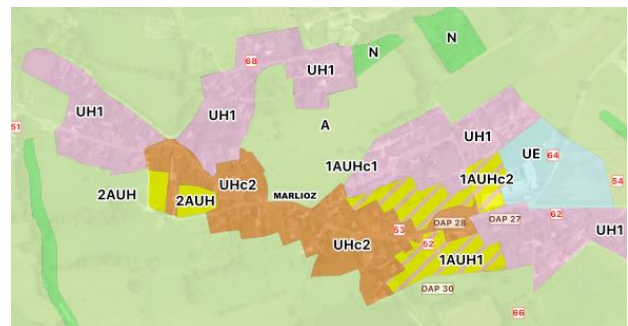 N
N
68
UH1
UH1
UH1
51
A
UH1
UE
64
1AUHc1
1AUHc2
54
2AUH
2AUH
UHc2
MARLIOZ
OAP 27
62
OAP 28
53
UH1
52
UHc2
1AUH1
OAP 30
66